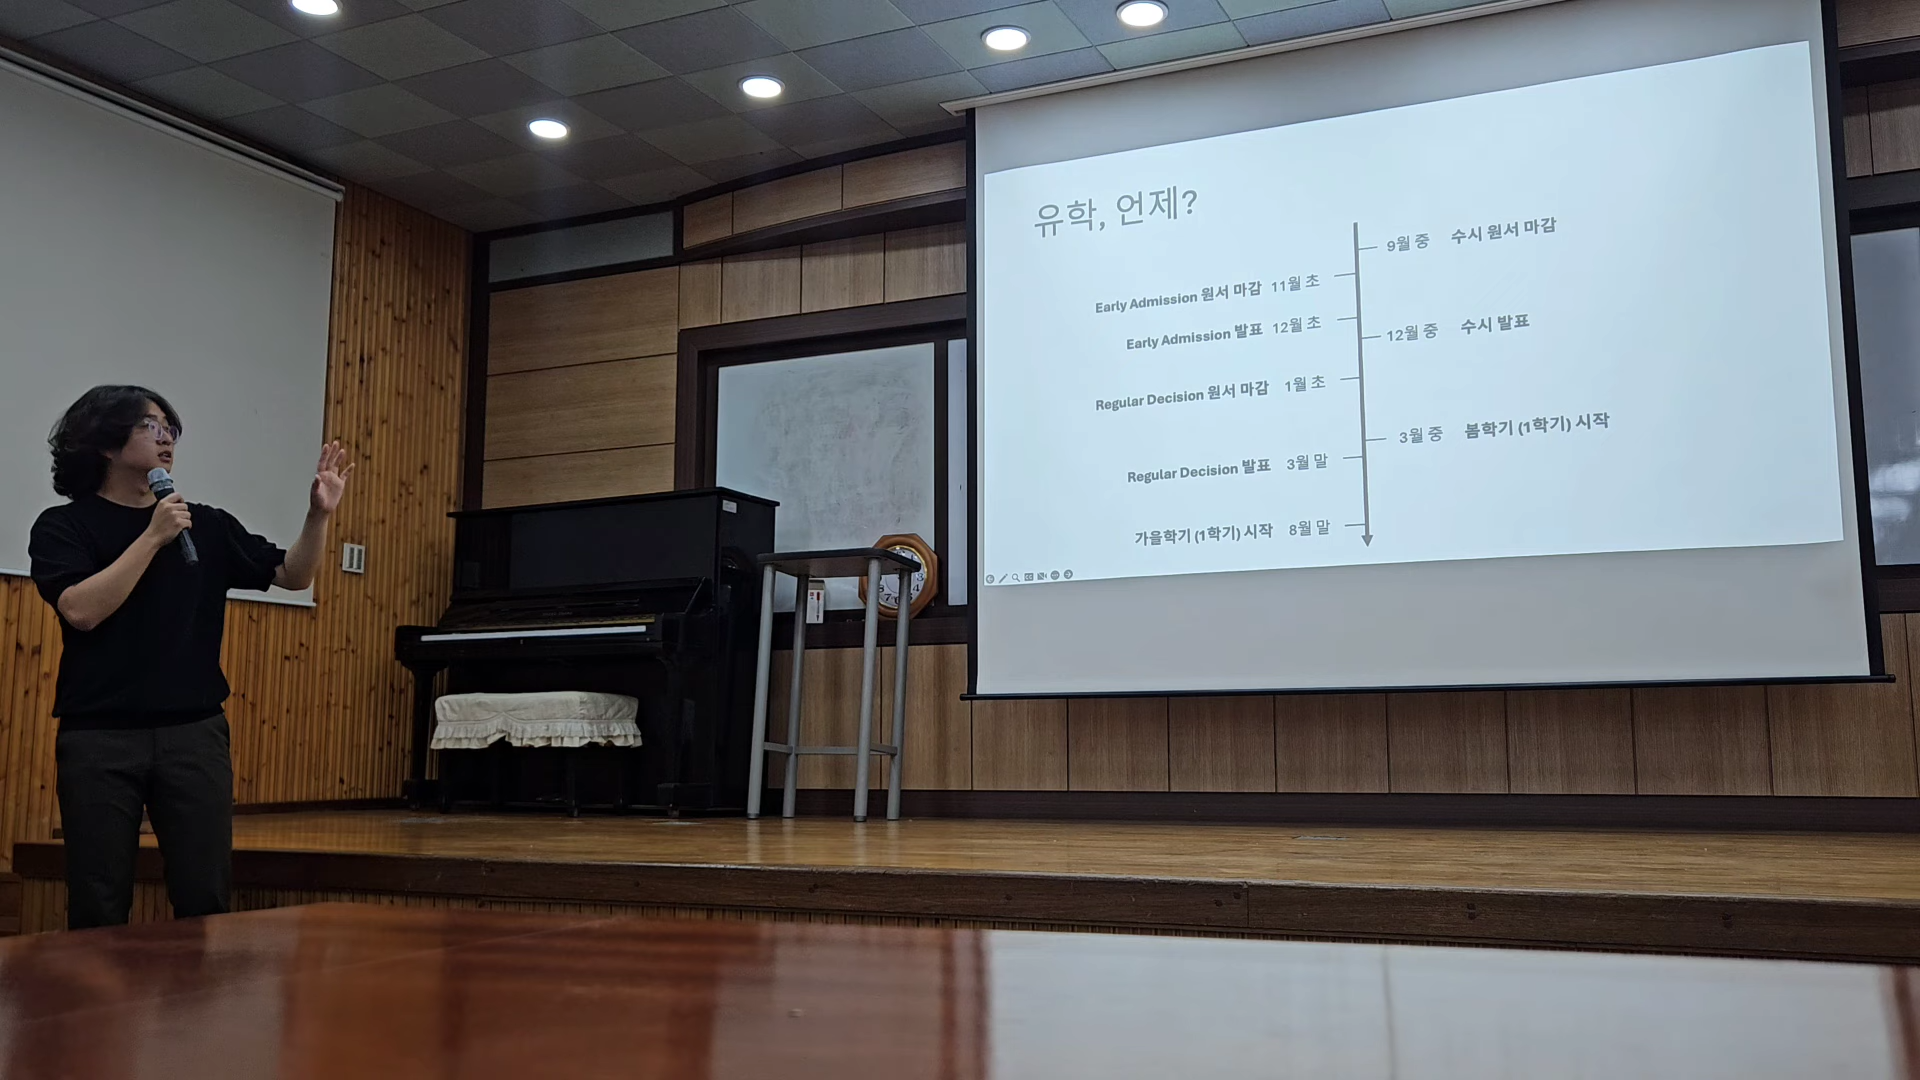 유학, 언제?
9월 중 수시 원서 마감
Early Admission 원서 마감 11월 초
Early Admission 발표 12월 초
12월 중 수시 발표
Regular Decision 원서 마감 1월 초
3월 중 봄학기 (1학기) 시작
Regular Decision 발표 3월 말
가을학기 (1학기) 시작 8월 말